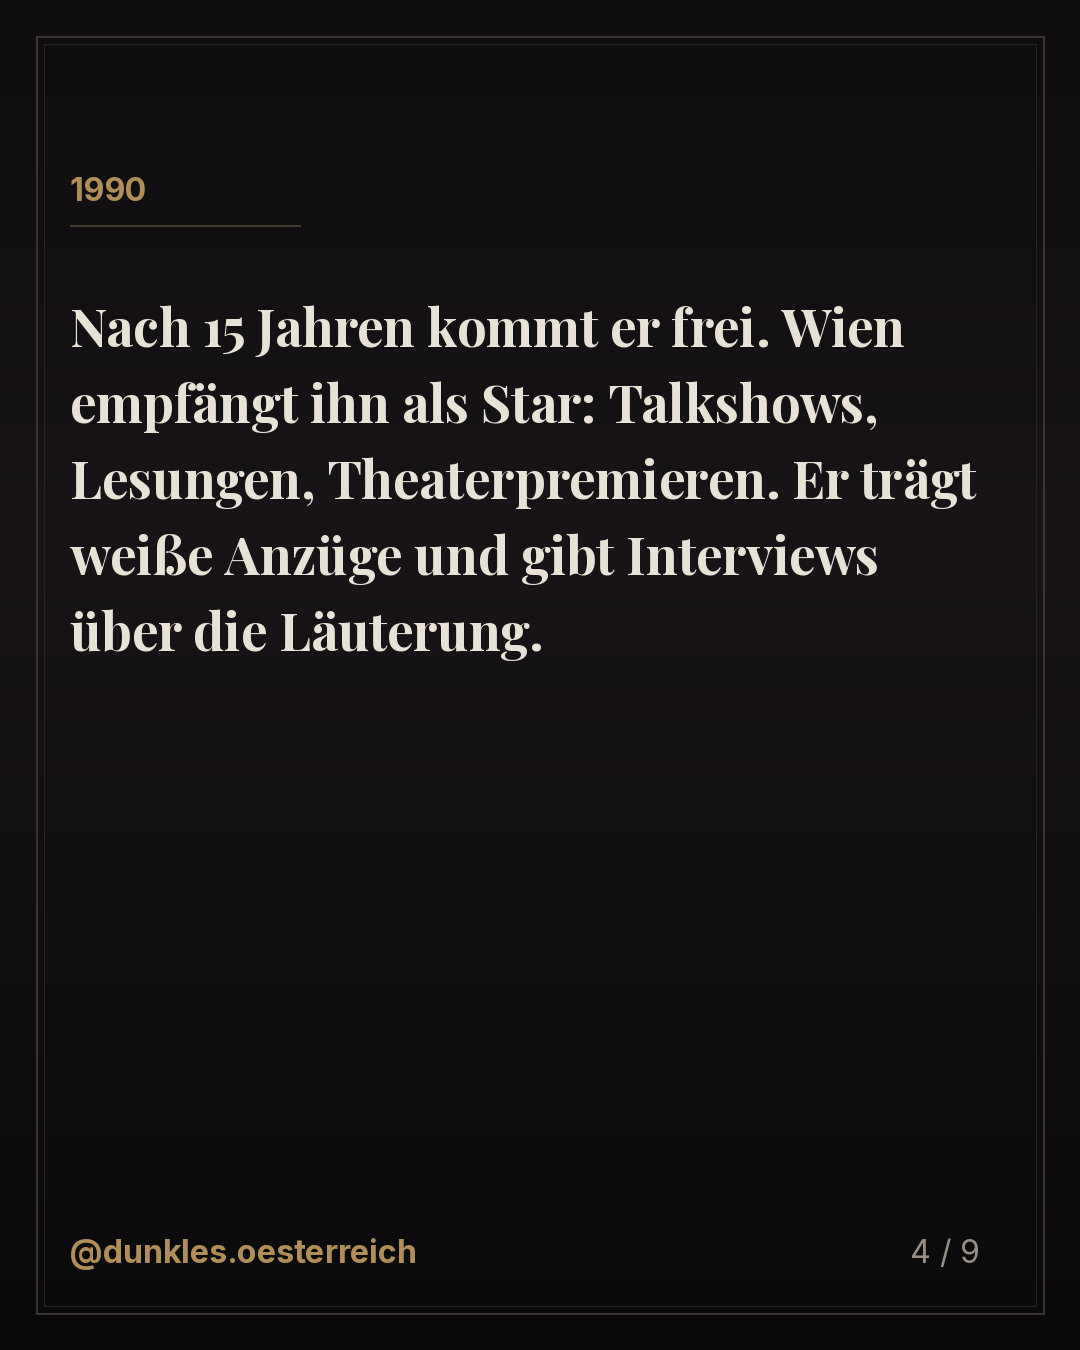 1990
Nach 15 Jahren kommt er frei. Wien
empfängt ihn als Star: Talkshows,
Lesungen, Theaterpremieren. Er trägt
weiße Anzüge und gibt Interviews
über die Läuterung.
@dunkles.oesterreich
4 / 9